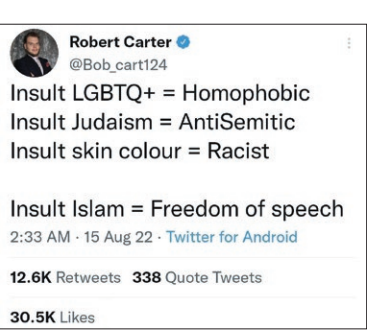 Robert Carter
@Bob_cart124
Insult LGBTQ+ = Homophobic
Insult Judaism = AntiSemitic
Insult skin colour = Racist
Insult Islam = Freedom of speech
2:33 AM · 15 Aug 22 · Twitter for Android
12.6K Retweets 338 Quote Tweets
30.5K Likes